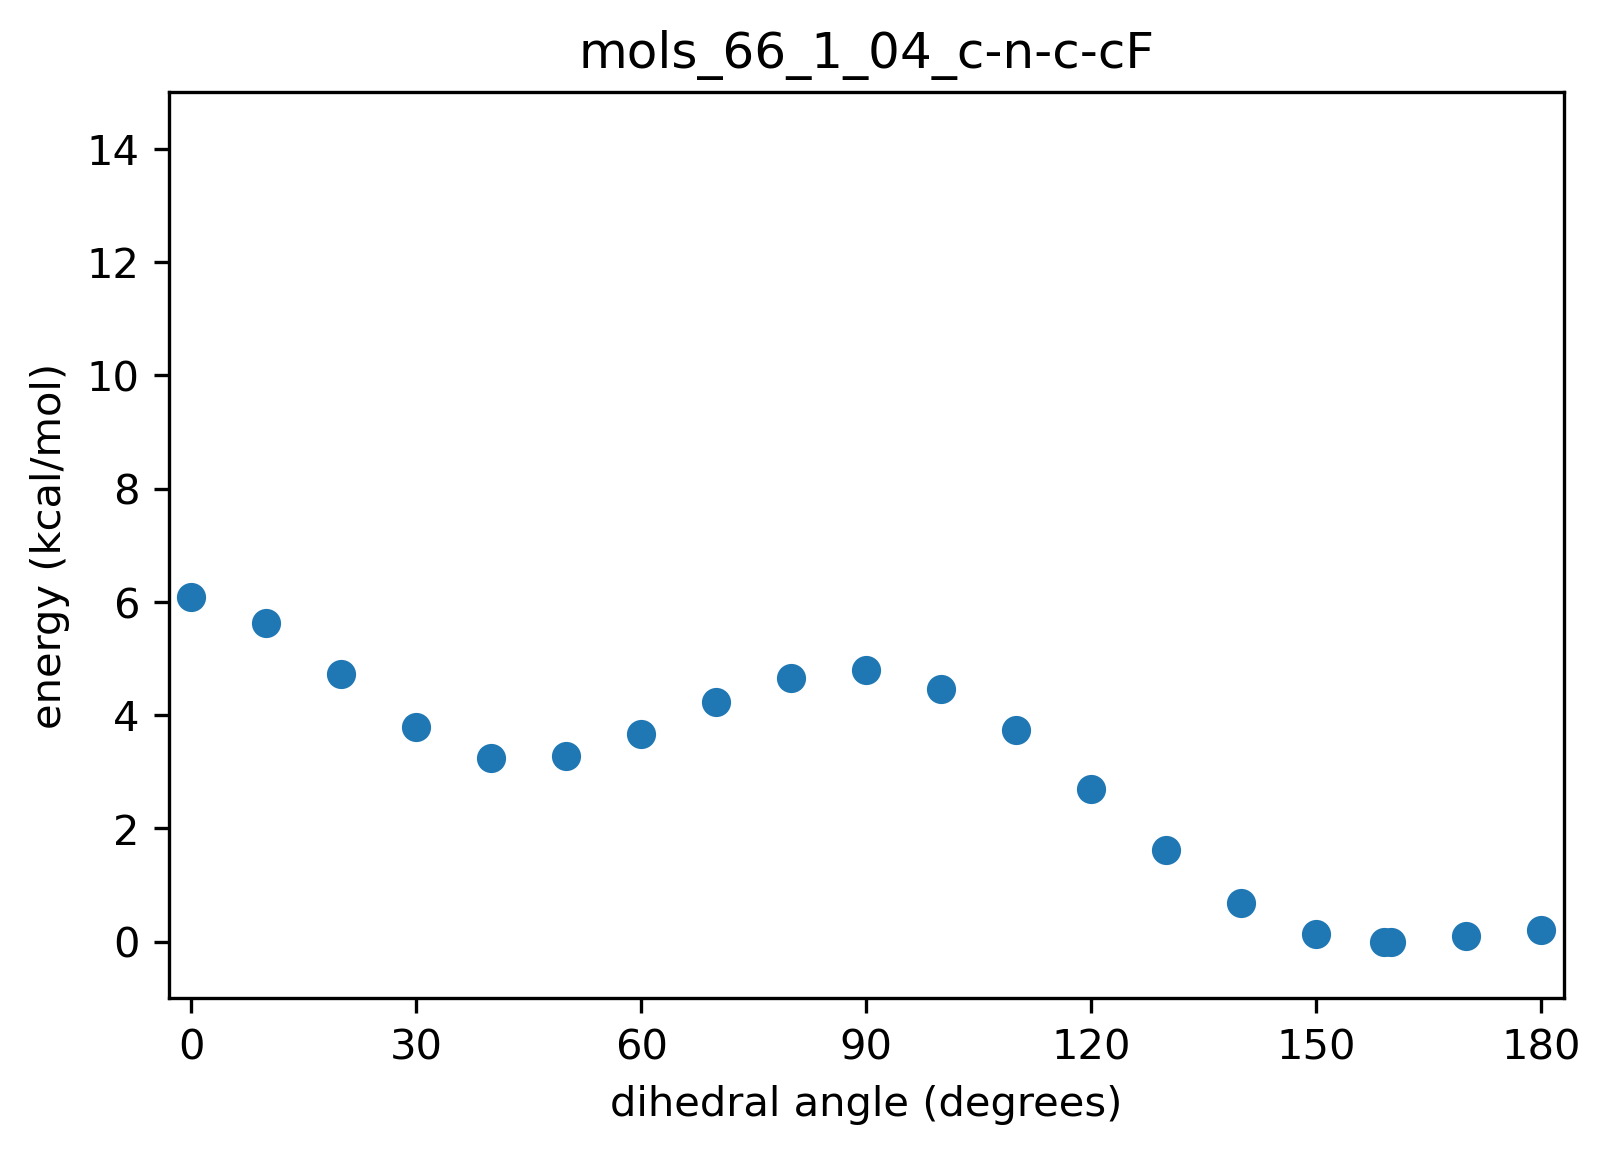 mols_66_1_04_c-n-c-cF
14
12
10
8
6
4
2
0
energy (kcal/mol)
0 30 60 90 120 150 180
dihedral angle (degrees)